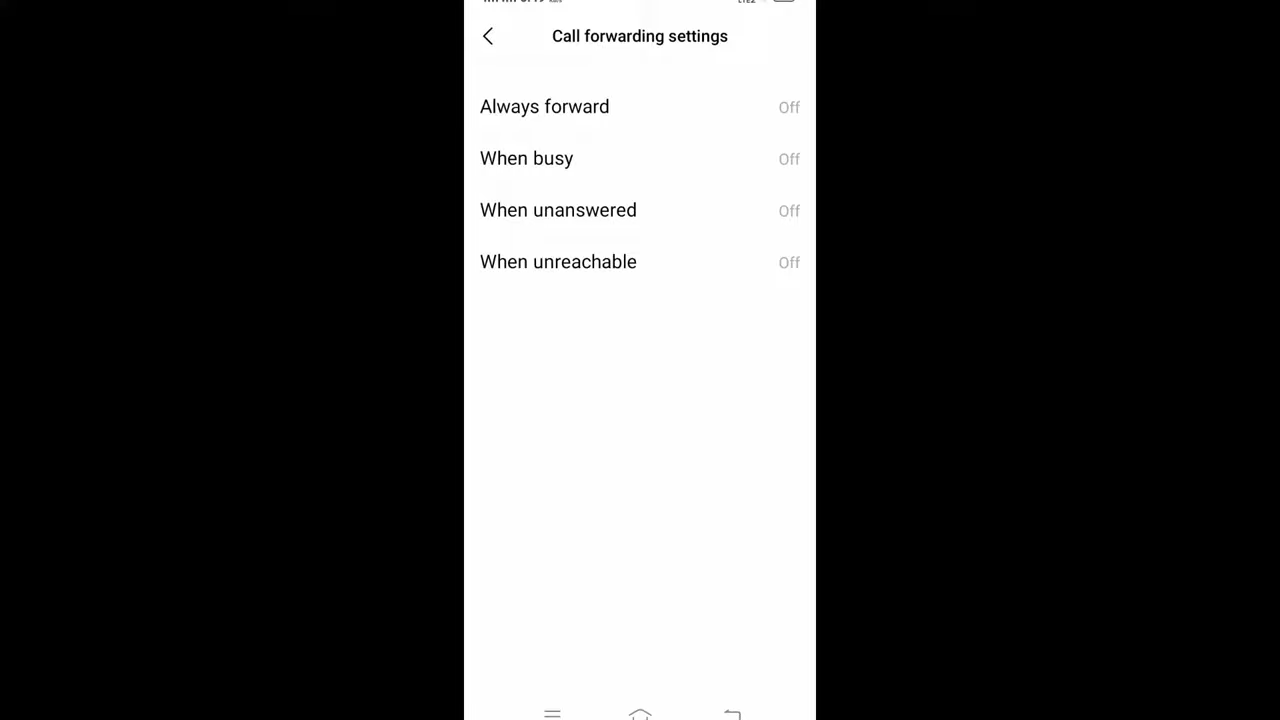 Call forwarding settings
Always forward Off
When busy Off
When unanswered Off
When unreachable Off